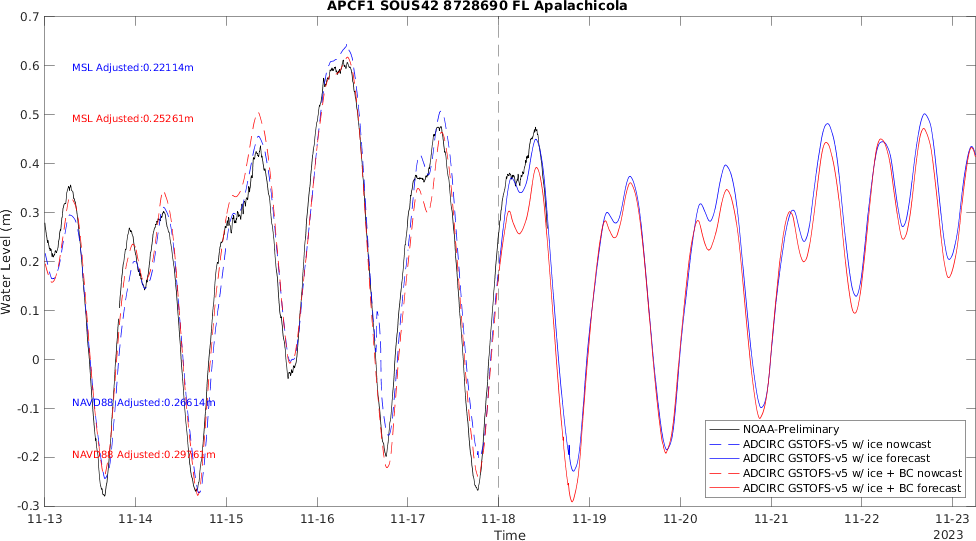 APCF1 SOUS42 8728690 FL Apalachicola
0.7
0.6
0.5
0.4
0.3
0.2
0.1
0
-0.1
-0.2
-0.3
Water Level (m)
MSL Adjusted:0.22114m
MSL Adjusted:0.25261m
NAVD88 Adjusted:0.26614m
NAVD88 Adjusted:0.29761m
NOAA-Preliminary
ADCIRC GSTOFS-v5 w/ ice nowcast
ADCIRC GSTOFS-v5 w/ ice forecast
ADCIRC GSTOFS-v5 w/ ice + BC nowcast
ADCIRC GSTOFS-v5 w/ ice + BC forecast
11-13 11-14 11-15 11-16 11-17 11-18 11-19 11-20 11-21 11-22 11-23
Time
2023